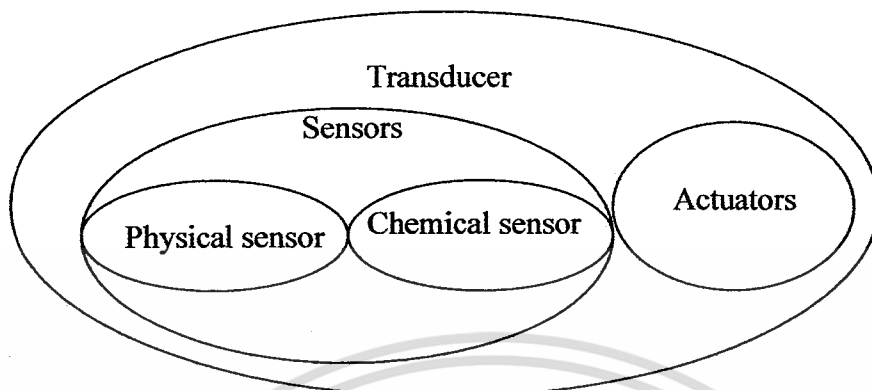 Transducer
Sensors
Physical sensor
Chemical sensor
Actuators